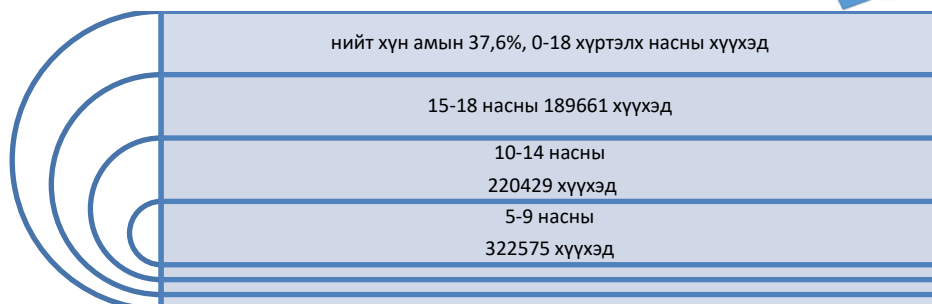 нийт хүн амын 37,6%, 0-18 хүртэлх насны хүүхэд
15-18 насны 189661 хүүхэд
10-14 насны
220429 хүүхэд
5-9 насны
322575 хүүхэд